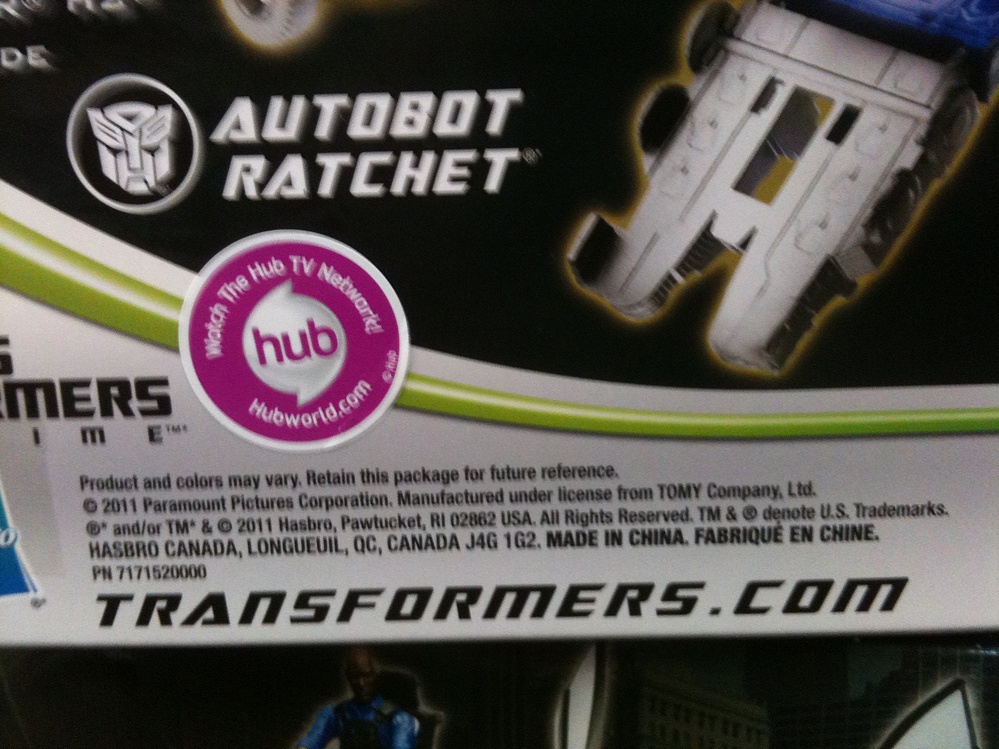 DE
AUTOBOT
RATCHET®
Watch The Hub TV Network!
hub
© Hub
Hubworld.com
MERS
I M E™*
Product and colors may vary. Retain this package for future reference.
© 2011 Paramount Pictures Corporation. Manufactured under license from TOMY Company, Ltd.
®* and/or TM* & © 2011 Hasbro, Pawtucket, RI 02862 USA. All Rights Reserved. TM & ® denote U.S. Trademarks.
HASBRO CANADA, LONGUEUIL, QC, CANADA J4G 1G2. MADE IN CHINA. FABRIQUÉ EN CHINE.
PN 7171520000
TRANSFORMERS.COM